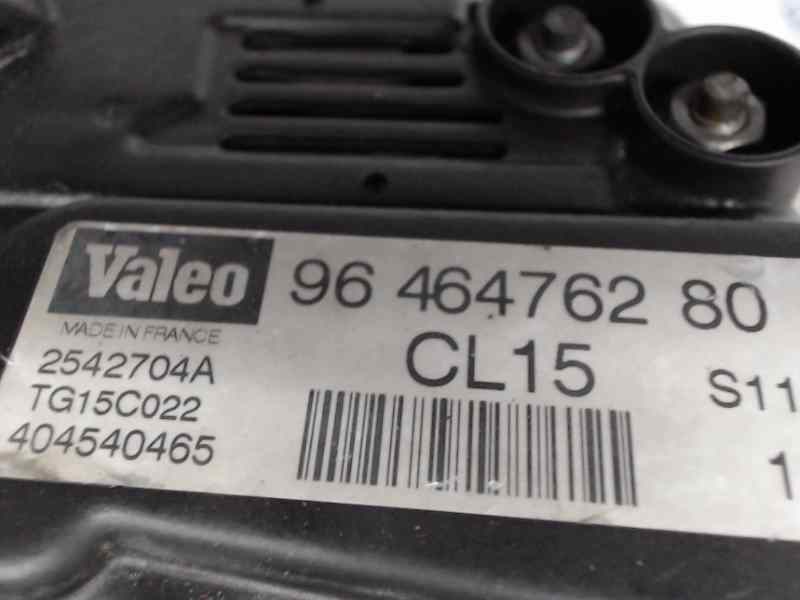 Valeo 96 464762 80
MADE IN FRANCE
CL15
2542704A
S11
TG15C022
404540465
1